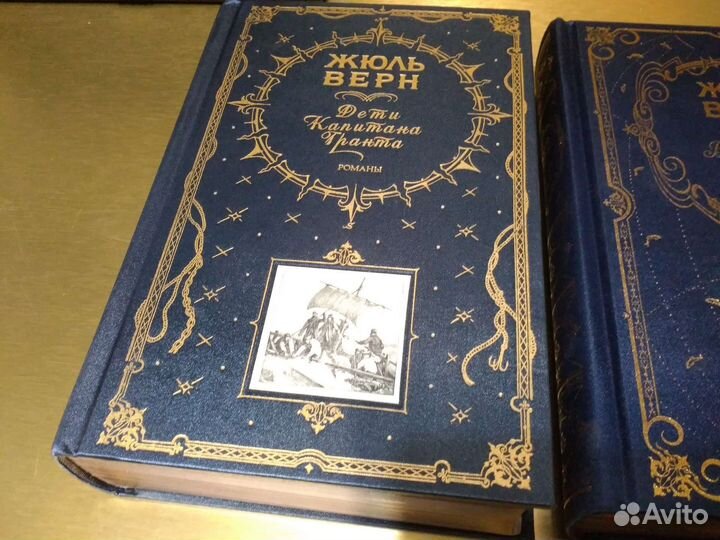 ЖЮЛЬ
ВЕРН
Дети
Капитана
Гранта
РОМАНЫ
Avito